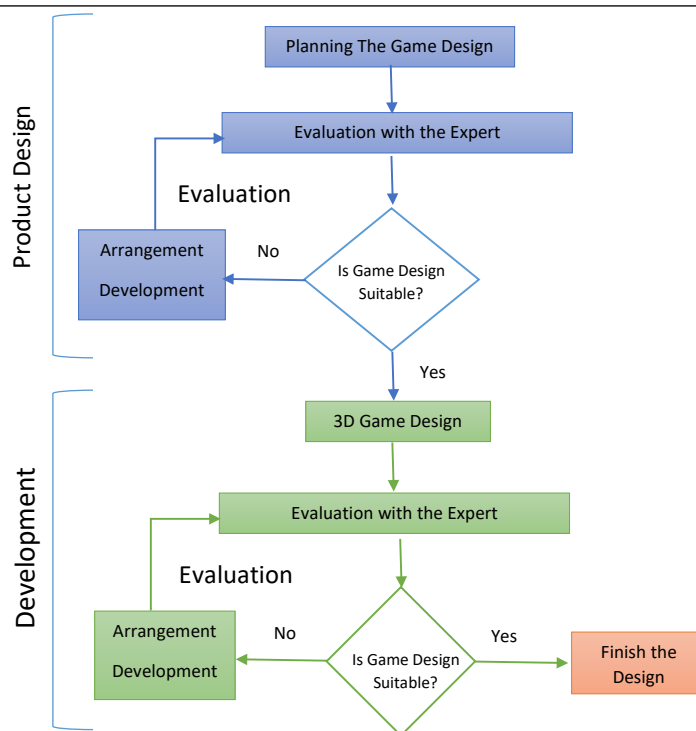 Product Design
Planning The Game Design
Evaluation with the Expert
Evaluation
Arrangement
Development
No
Is Game Design
Suitable?
Yes
Development
3D Game Design
Evaluation with the Expert
Evaluation
Arrangement
Development
No
Is Game Design
Suitable?
Yes
Finish the
Design